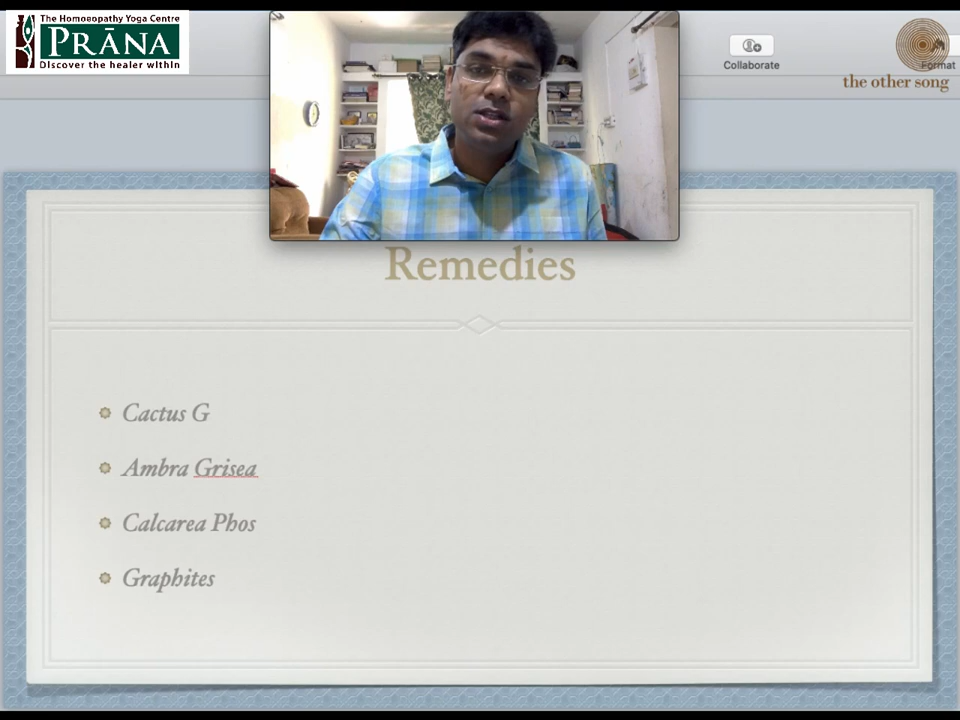 The Homoeopathy Yoga Centre
PRĀNA
Discover the healer within
Collaborate
Format
the other song
Remedies
Cactus G
Ambra Grisea
Calcarea Phos
Graphites